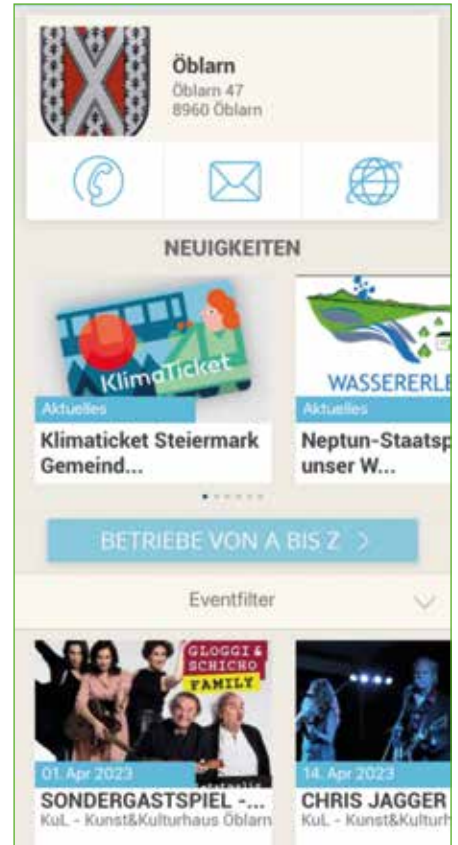 Öblarn
Öblarn 47
8960 Öblarn
NEUIGKEITEN
KlimaTicket
Aktuelles
Klimaticket Steiermark
Gemeind...
WASSERERLE
Aktuelles
Neptun-Staatsp
unser W...
BETRIEBE VON A BIS Z >
Eventfilter
GLOGGI &
SCHICHO
FAMILY
01. Apr 2023
SONDERGASTSPIEL -...
KuL - Kunst&Kulturhaus Öblarn
14. Apr 2023
CHRIS JAGGER
KuL - Kunst&Kulturh